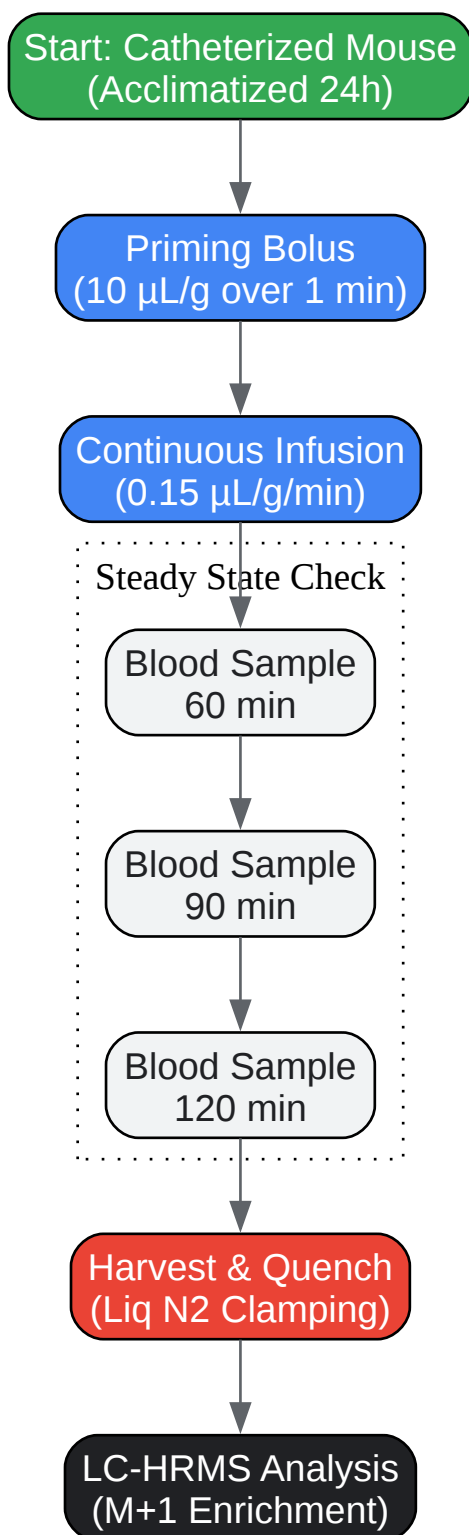 Start: Catheterized Mouse
(Acclimatized 24h)
Priming Bolus
(10 µL/g over 1 min)
Continuous Infusion
(0.15 µL/g/min)
Steady State Check
Blood Sample
60 min
Blood Sample
90 min
Blood Sample
120 min
Harvest & Quench
(Liq N2 Clamping)
LC-HRMS Analysis
(M+1 Enrichment)